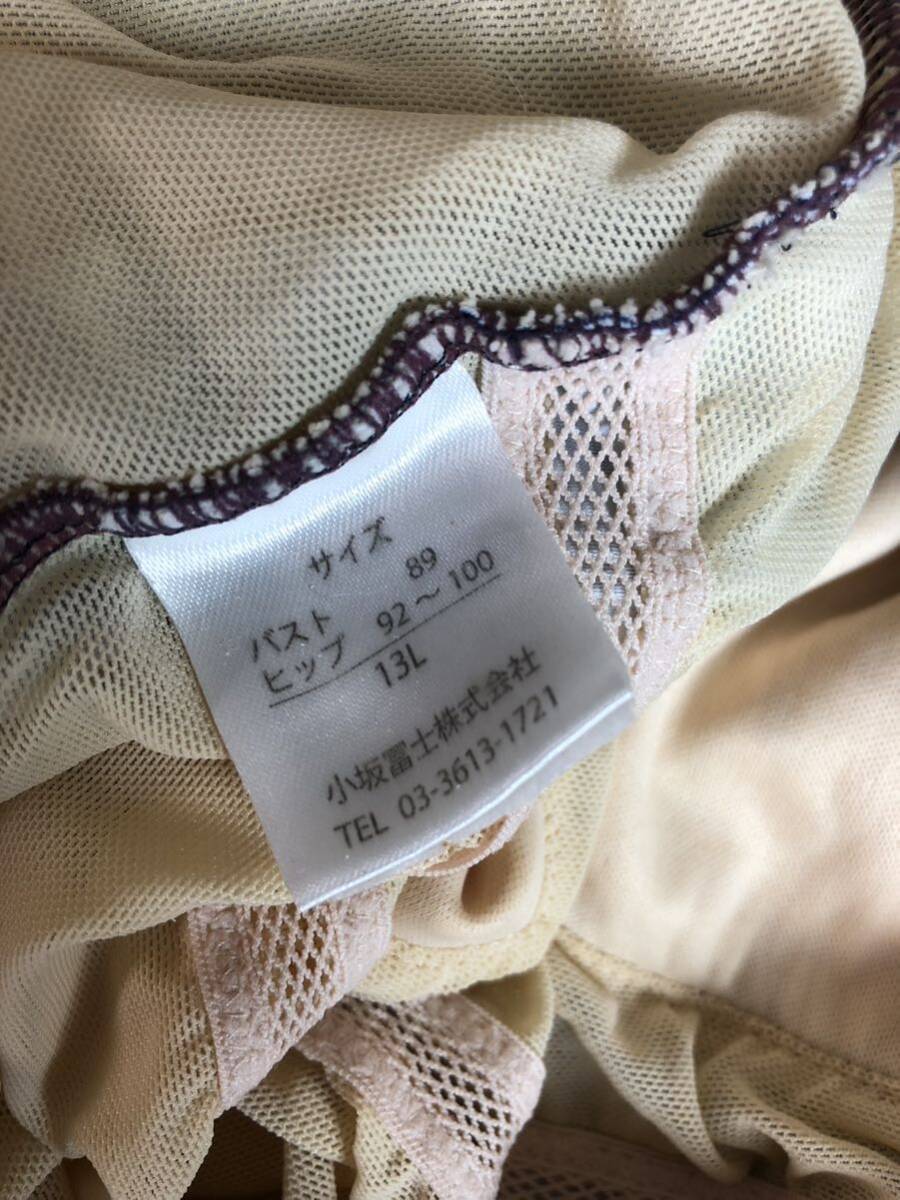 サイズ
バスト 89
ヒップ 92～100
13L
小坂冨士株式会社
TEL 03-3613-1721